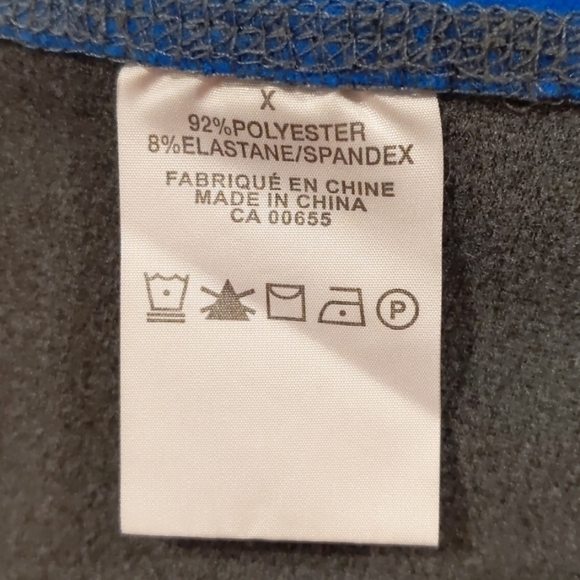 X
92%POLYESTER
8%ELASTANE/SPANDEX
FABRIQUÉ EN CHINE
MADE IN CHINA
CA 00655
P